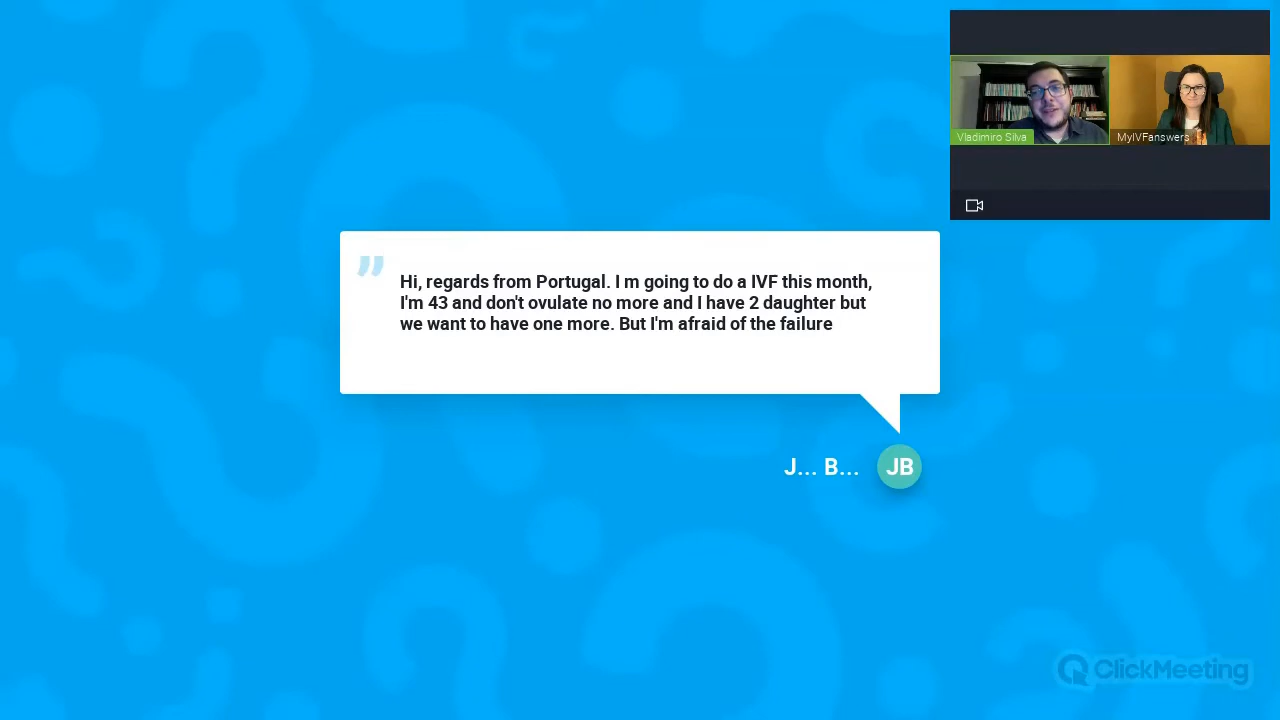 Vladimiro Silva
MyIVFanswers
Hi, regards from Portugal. I m going to do a IVF this month,
I'm 43 and don't ovulate no more and I have 2 daughter but
we want to have one more. But I'm afraid of the failure
J... B...
JB
ClickMeeting